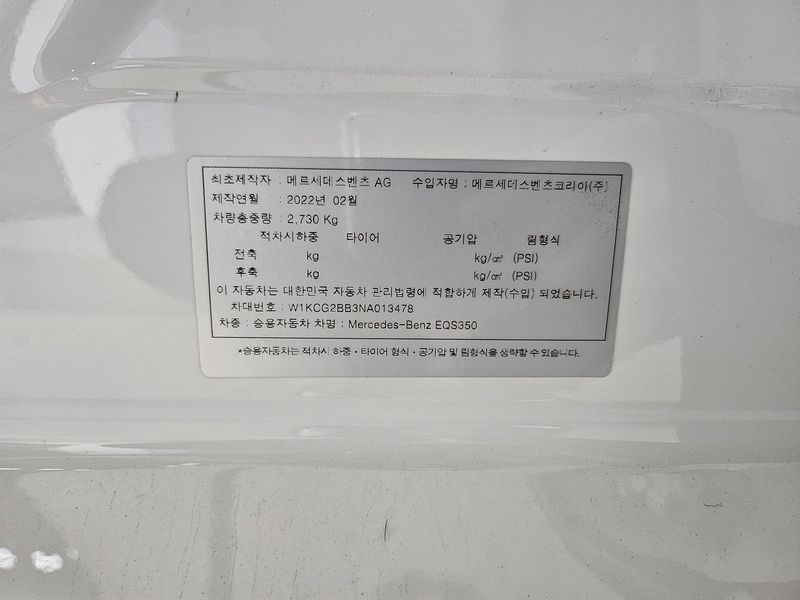 최초제작자 : 메르세데스벤츠 AG 수입자명 : 메르세데스벤츠코리아(주)
제작연월 : 2022년 02월
차량총중량 : 2,730 Kg
적차시하중 타이어 공기압 림형식
전축 kg kg/㎠ (PSI)
후축 kg kg/㎠ (PSI)
이 자동차는 대한민국 자동차 관리법령에 적합하게 제작(수입) 되었습니다.
차대번호 : W1KCG2BB3NA013478
차종 : 승용자동차 차명 : Mercedes-Benz EQS350
*승용자동차는 적차시 하중·타이어 형식·공기압 및 림형식을 생략할 수 있습니다.